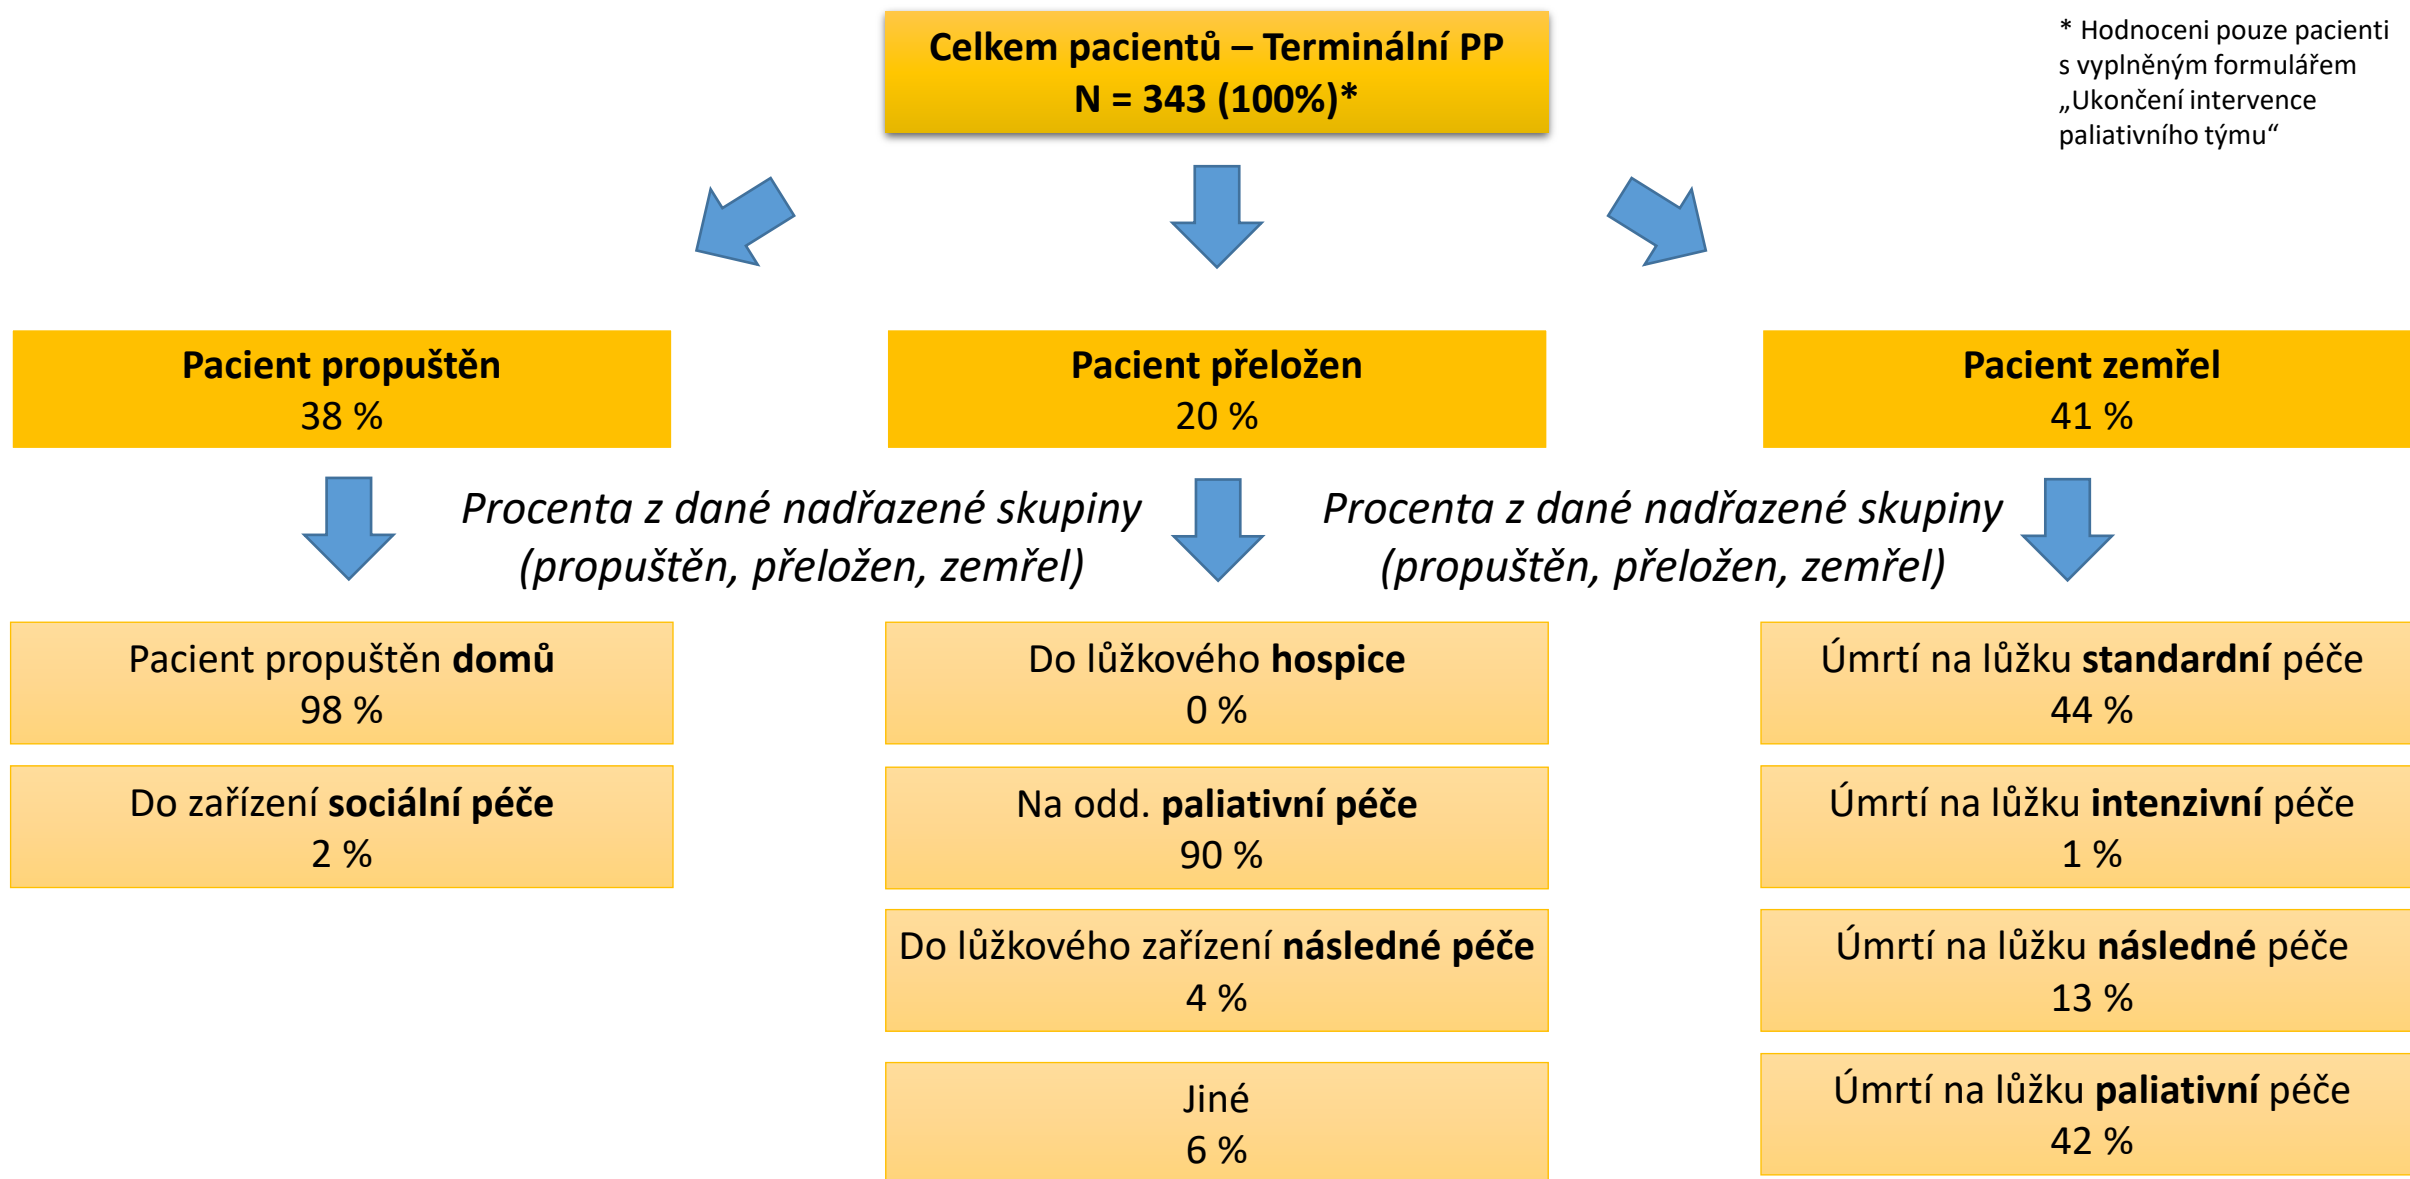 Celkem pacientů – Terminální PP
N = 343 (100%)*
* Hodnoceni pouze pacienti
s vyplněným formulářem
„Ukončení intervence
paliativního týmu“
Pacient propuštěn
38 %
Pacient přeložen
20 %
Pacient zemřel
41 %
Procenta z dané nadřazené skupiny
(propuštěn, přeložen, zemřel)
Procenta z dané nadřazené skupiny
(propuštěn, přeložen, zemřel)
Pacient propuštěn domů
98 %
Do zařízení sociální péče
2 %
Do lůžkového hospice
0 %
Na odd. paliativní péče
90 %
Do lůžkového zařízení následné péče
4 %
Jiné
6 %
Úmrtí na lůžku standardní péče
44 %
Úmrtí na lůžku intenzivní péče
1 %
Úmrtí na lůžku následné péče
13 %
Úmrtí na lůžku paliativní péče
42 %